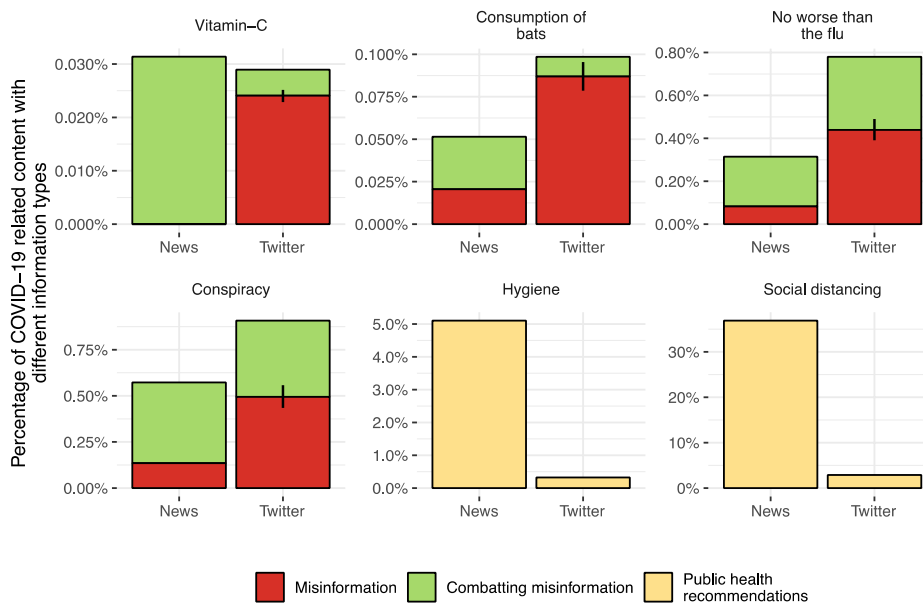 Percentage of COVID−19 related content with
different information types
Vitamin−C
0.030%
0.020%
0.010%
0.000%
News
Twitter
Consumption of
bats
0.100%
0.075%
0.050%
0.025%
0.000%
News
Twitter
No worse than
the flu
0.80%
0.60%
0.40%
0.20%
0.00%
News
Twitter
Conspiracy
0.75%
0.50%
0.25%
0.00%
News
Twitter
Hygiene
5.0%
4.0%
3.0%
2.0%
1.0%
0.0%
News
Twitter
Social distancing
30%
20%
10%
0%
News
Twitter
Misinformation
Combatting misinformation
Public health
recommendations